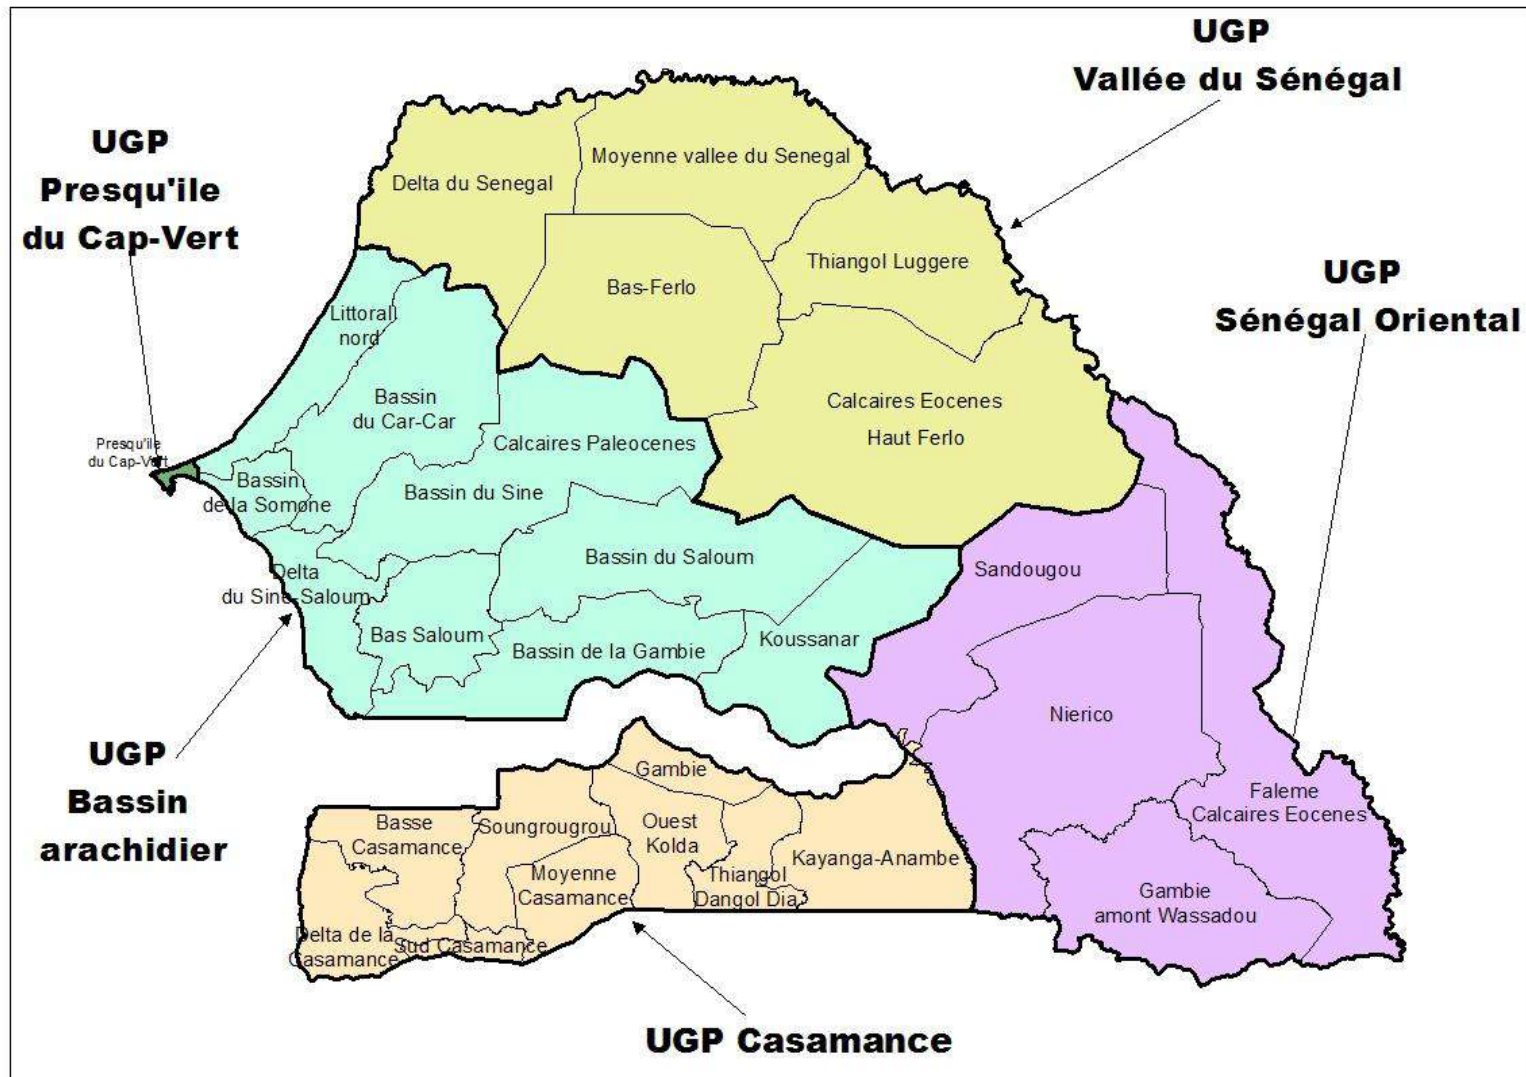 UGP
Vallée du Sénégal
UGP
Presqu'ile
du Cap-Vert
Moyenne vallee du Senegal
Delta du Senegal
Thiangol Luggere
Bas-Ferlo
UGP
Sénégal Oriental
Littoral
nord
Bassin
du Car-Car
Calcaires Eocenes
Haut Ferlo
Calcaires Paleocenes
Presqu'ile
du Cap-Vert
Bassin
de la Somone
Bassin du Sine
Bassin du Saloum
Sandougou
Delta
du Sine-Saloum
Bas Saloum
Bassin de la Gambie
Koussanar
Nierico
UGP
Bassin
arachidier
Gambie
Faleme
Calcaires Eocenes
Basse
Casamance
Soungrougrou
Ouest
Kolda
Moyenne
Casamance
Thiangol
Dangol Dia
Kayanga-Anambe
Gambie
amont Wassadou
Delta de la
Casamance
Sud Casamance
UGP Casamance